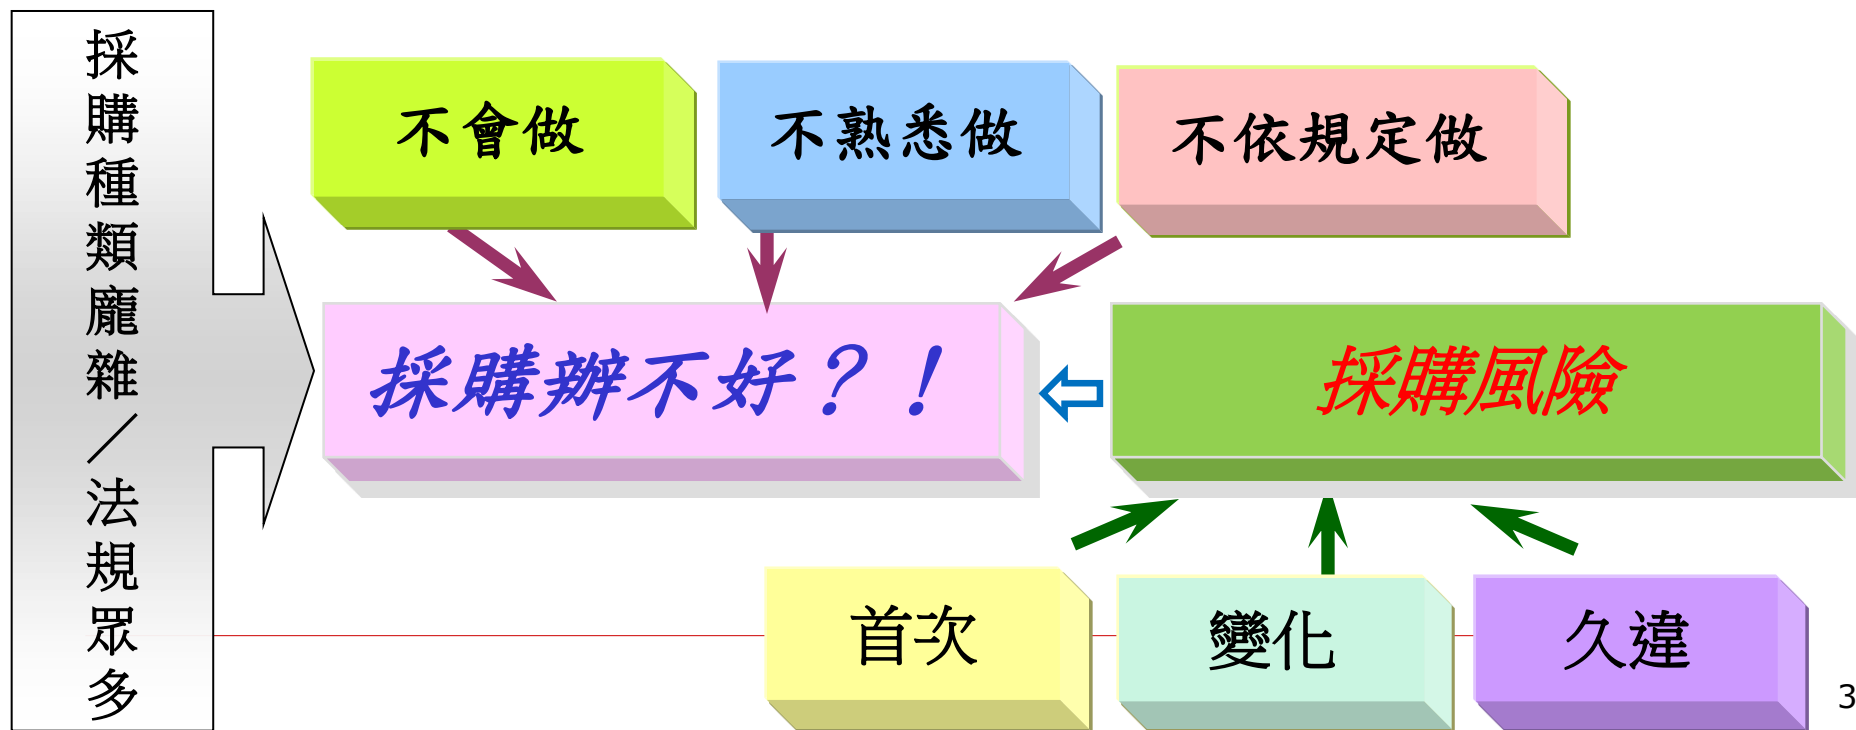 採購種類龐雜／法規眾多
不會做
不熟悉做
不依規定做
採購辦不好？！
採購風險
首次
變化
久違
3